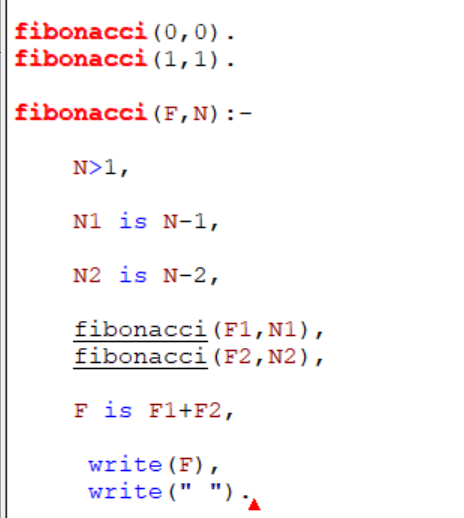 fibonacci(0,0).
fibonacci(1,1).
fibonacci(F,N):-
N>1,
N1 is N-1,
N2 is N-2,
fibonacci(F1,N1),
fibonacci(F2,N2),
F is F1+F2,
write(F),
write(" ").